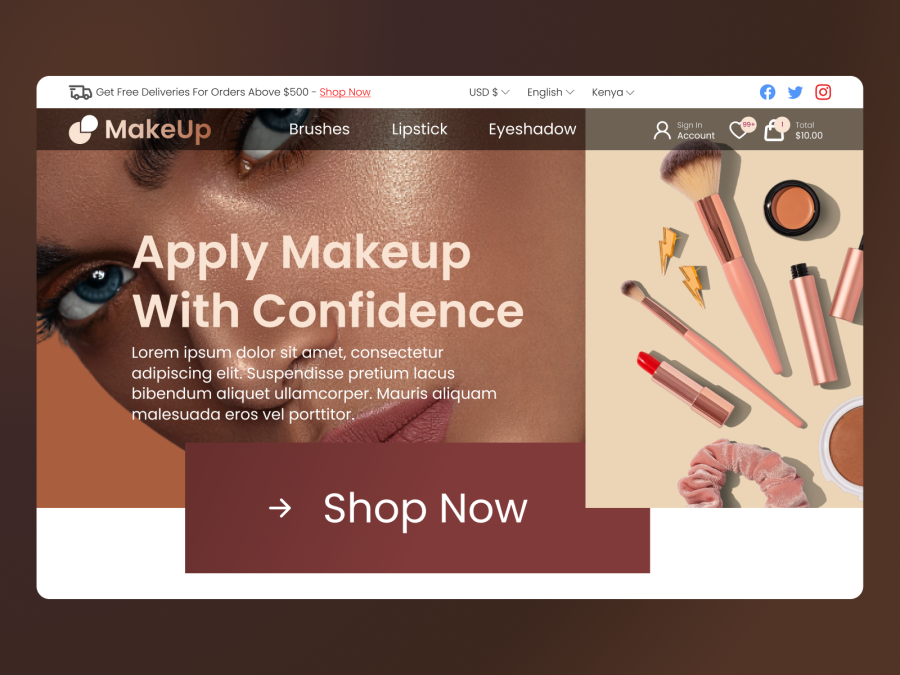 Get Free Deliveries For Orders Above $500 - Shop Now
USD $
English
Kenya
MakeUp
Brushes
Lipstick
Eyeshadow
Sign In
Account
99+
1
Total
$10.00
Apply Makeup
With Confidence
Lorem ipsum dolor sit amet, consectetur
adipiscing elit. Suspendisse pretium lacus
bibendum aliquet ullamcorper. Mauris aliquam
malesuada eros vel porttitor.
→ Shop Now